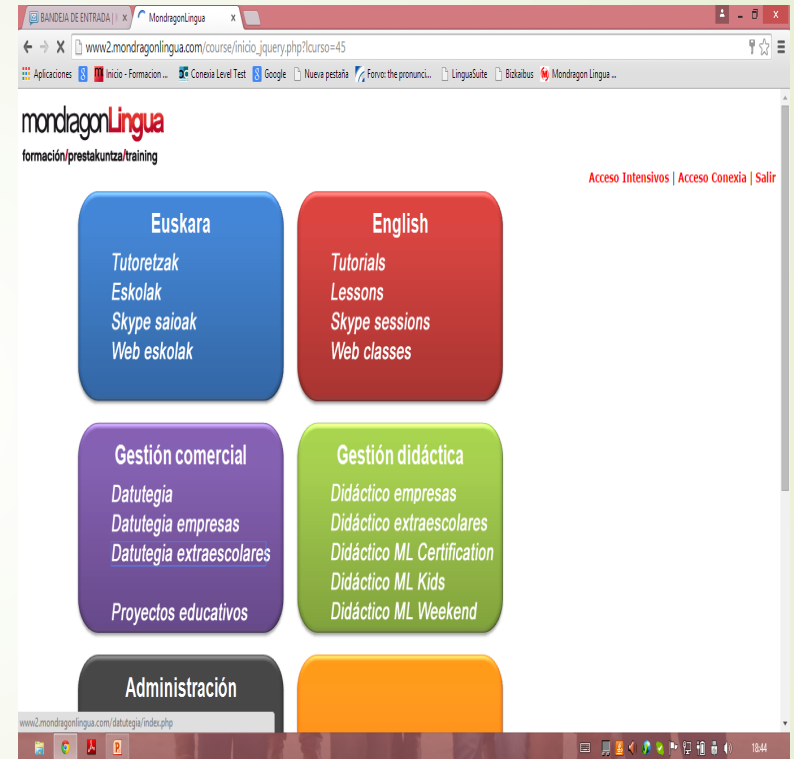 BANDEJA DE ENTRADA |
MondragonLingua
www2.mondragonlingua.com/course/inicio_jquery.php?lcurso=45
Aplicaciones
Inicio - Formacion ...
Conexia Level Test
Google
Nueva pestaña
Forvo: the pronunci...
LinguaSuite
Bizkaibus
Mondragon Lingua ...
mondragonLingua
formación/prestakuntza/training
Acceso Intensivos | Acceso Conexia | Salir
Euskara
Tutoretzak
Eskolak
Skype saioak
Web eskolak
English
Tutorials
Lessons
Skype sessions
Web classes
Gestión comercial
Datutegia
Datutegia empresas
Datutegia extraescolares
Proyectos educativos
Gestión didáctica
Didáctico empresas
Didáctico extraescolares
Didáctico ML Certification
Didáctico ML Kids
Didáctico ML Weekend
Administración
www2.mondragonlingua.com/datutegia/index.php
18:44